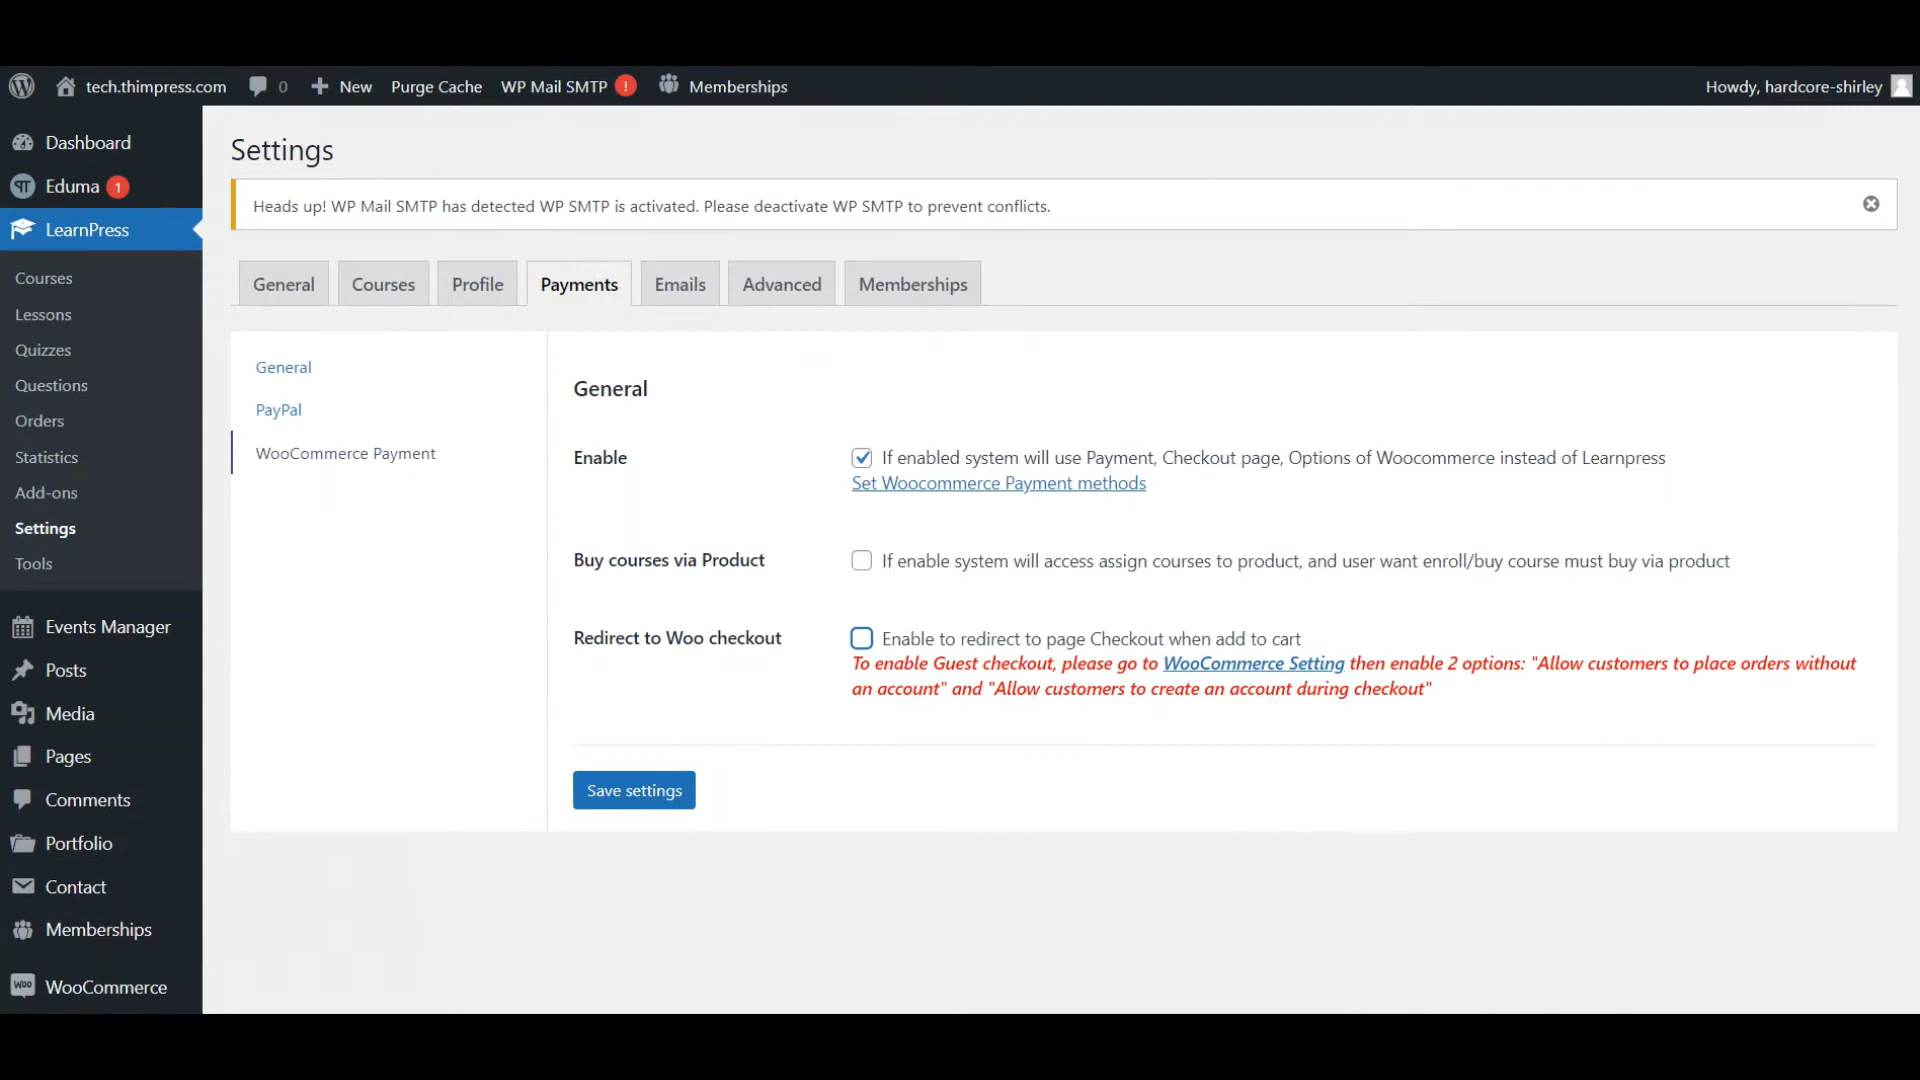 tech.thimpress.com 0 New Purge Cache WP Mail SMTP ! Memberships Howdy, hardcore-shirley
Dashboard
Eduma 1
LearnPress
Courses
Lessons
Quizzes
Questions
Orders
Statistics
Add-ons
Settings
Tools
Events Manager
Posts
Media
Pages
Comments
Portfolio
Contact
Memberships
Woo WooCommerce
Settings
Heads up! WP Mail SMTP has detected WP SMTP is activated. Please deactivate WP SMTP to prevent conflicts.
General Courses Profile Payments Emails Advanced Memberships
General
PayPal
WooCommerce Payment
General
Enable If enabled system will use Payment, Checkout page, Options of Woocommerce instead of Learnpress
Set Woocommerce Payment methods
Buy courses via Product If enable system will access assign courses to product, and user want enroll/buy course must buy via product
Redirect to Woo checkout Enable to redirect to page Checkout when add to cart
To enable Guest checkout, please go to WooCommerce Setting then enable 2 options: "Allow customers to place orders without
an account" and "Allow customers to create an account during checkout"
Save settings